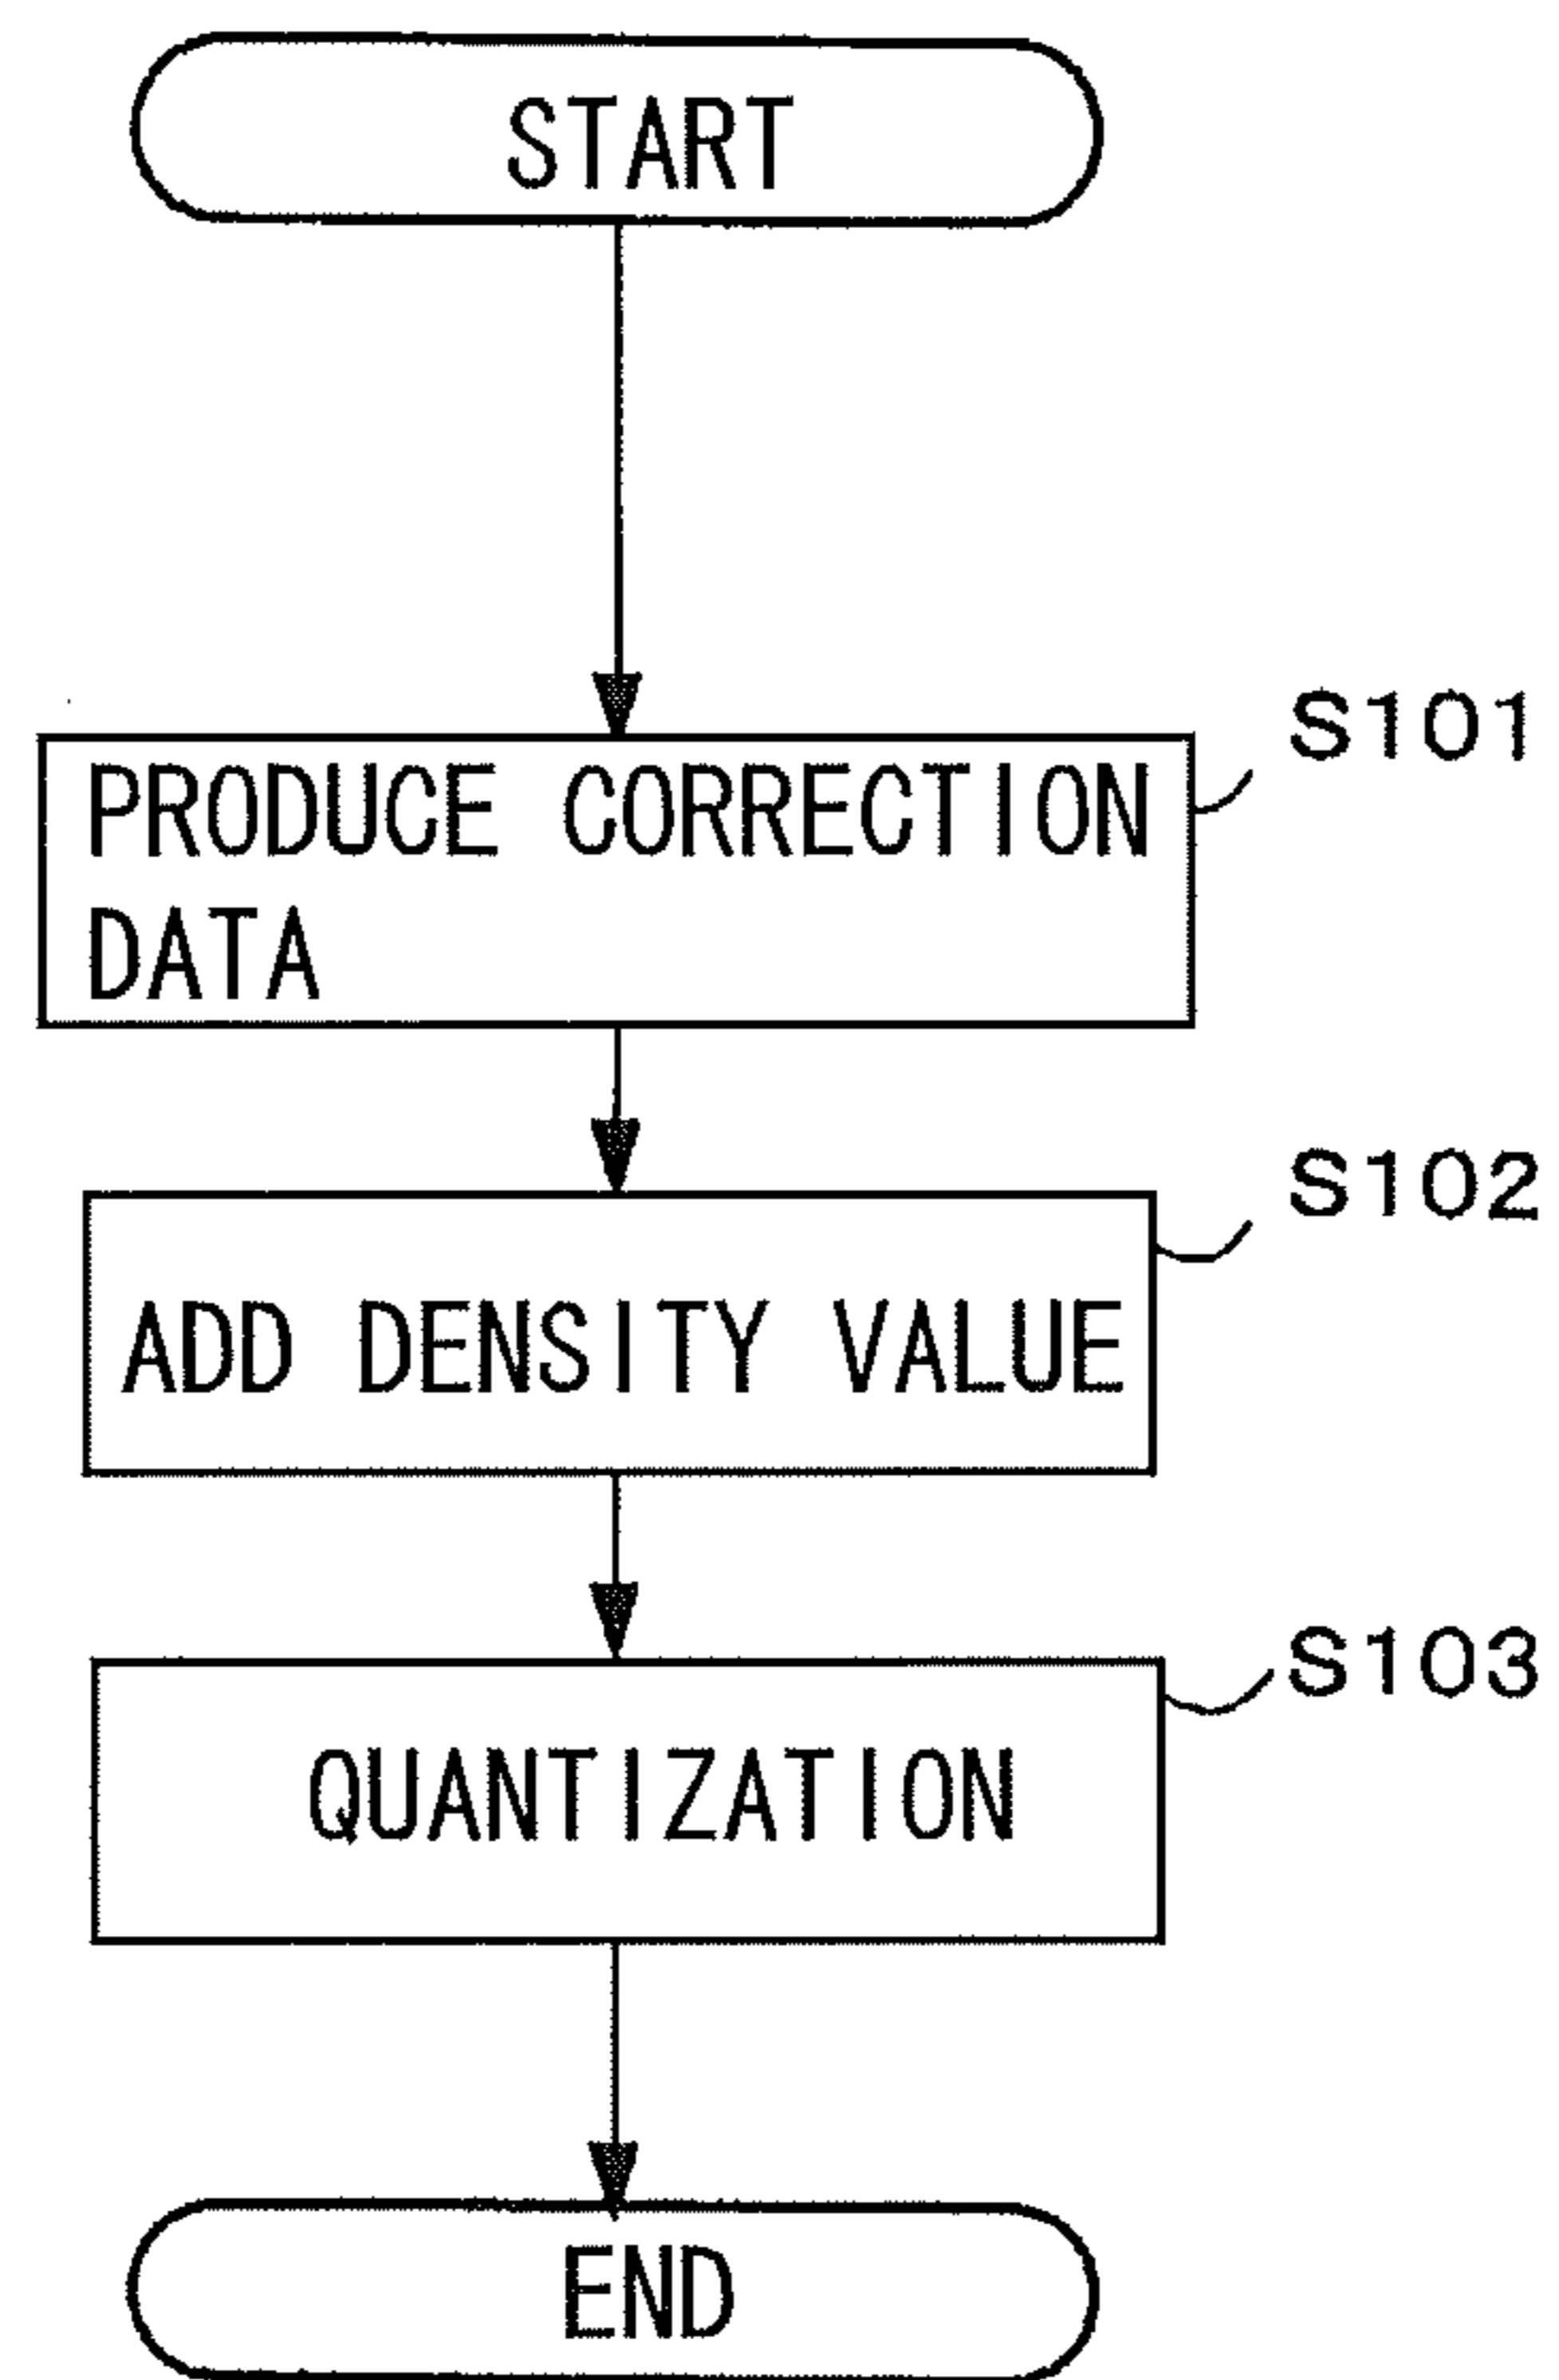 START
S101
PRODUCE CORRECTION
DATA
S102
ADD DENSITY VALUE
S103
QUANTIZATION
END